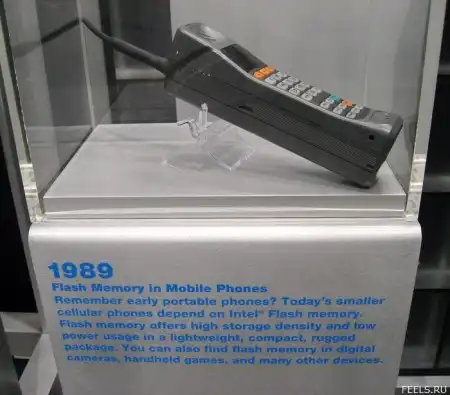 1989
Flash Memory in Mobile Phones
Remember early portable phones? Today's smaller
cellular phones depend on Intel® Flash memory.
Flash memory offers high storage density and low
power usage in a lightweight, compact, rugged
package. You can also find flash memory in digital
cameras, handheld games, and many other devices.
FEELS.RU